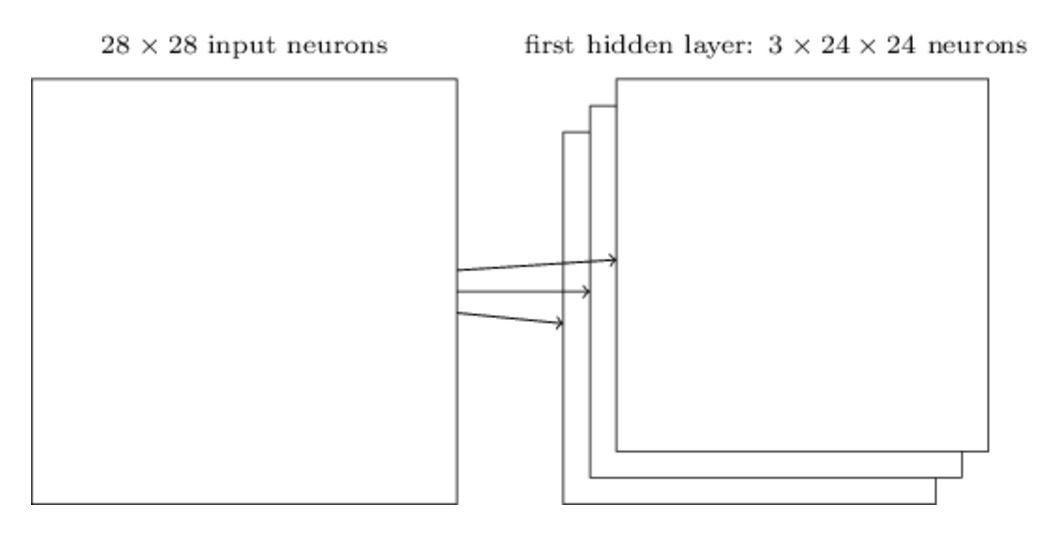 28 × 28 input neurons
first hidden layer: 3 × 24 × 24 neurons